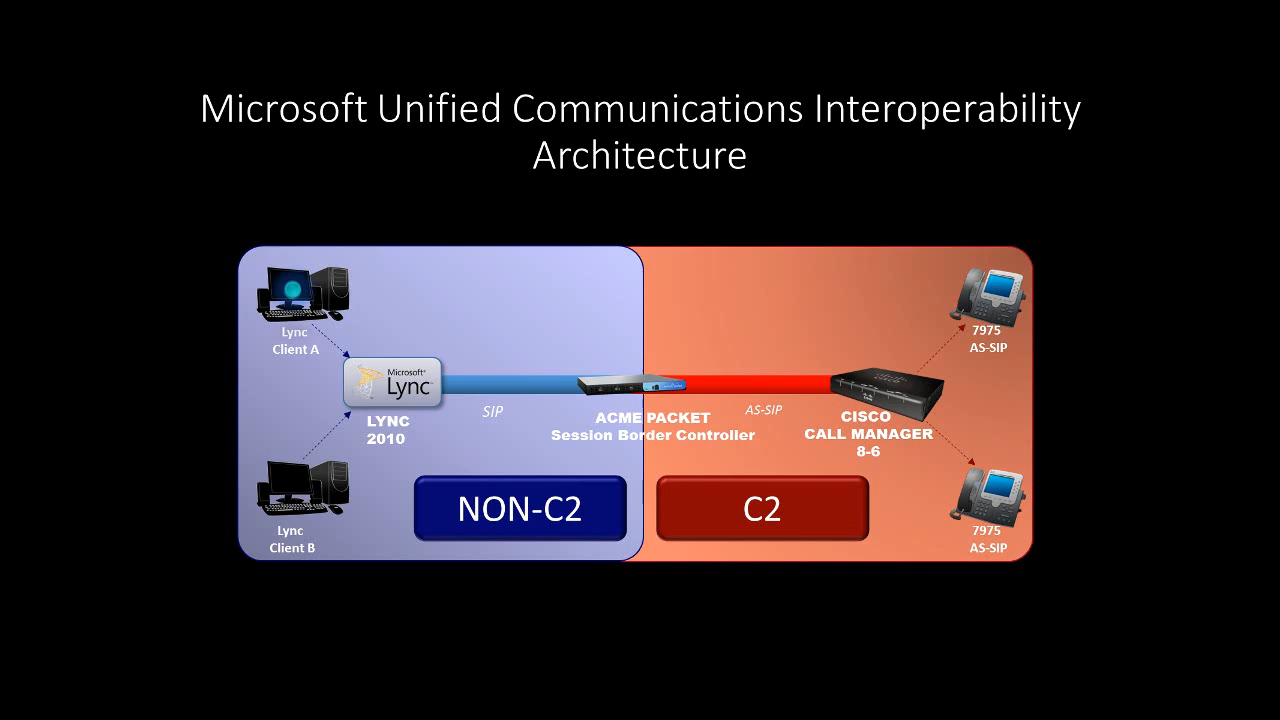 Microsoft Unified Communications Interoperability
Architecture
Lync
Client A
Microsoft®
Lync™
LYNC
2010
SIP
ACME PACKET
Session Border Controller
AS-SIP
CISCO
CALL MANAGER
8-6
7975
AS-SIP
NON-C2
C2
Lync
Client B
7975
AS-SIP